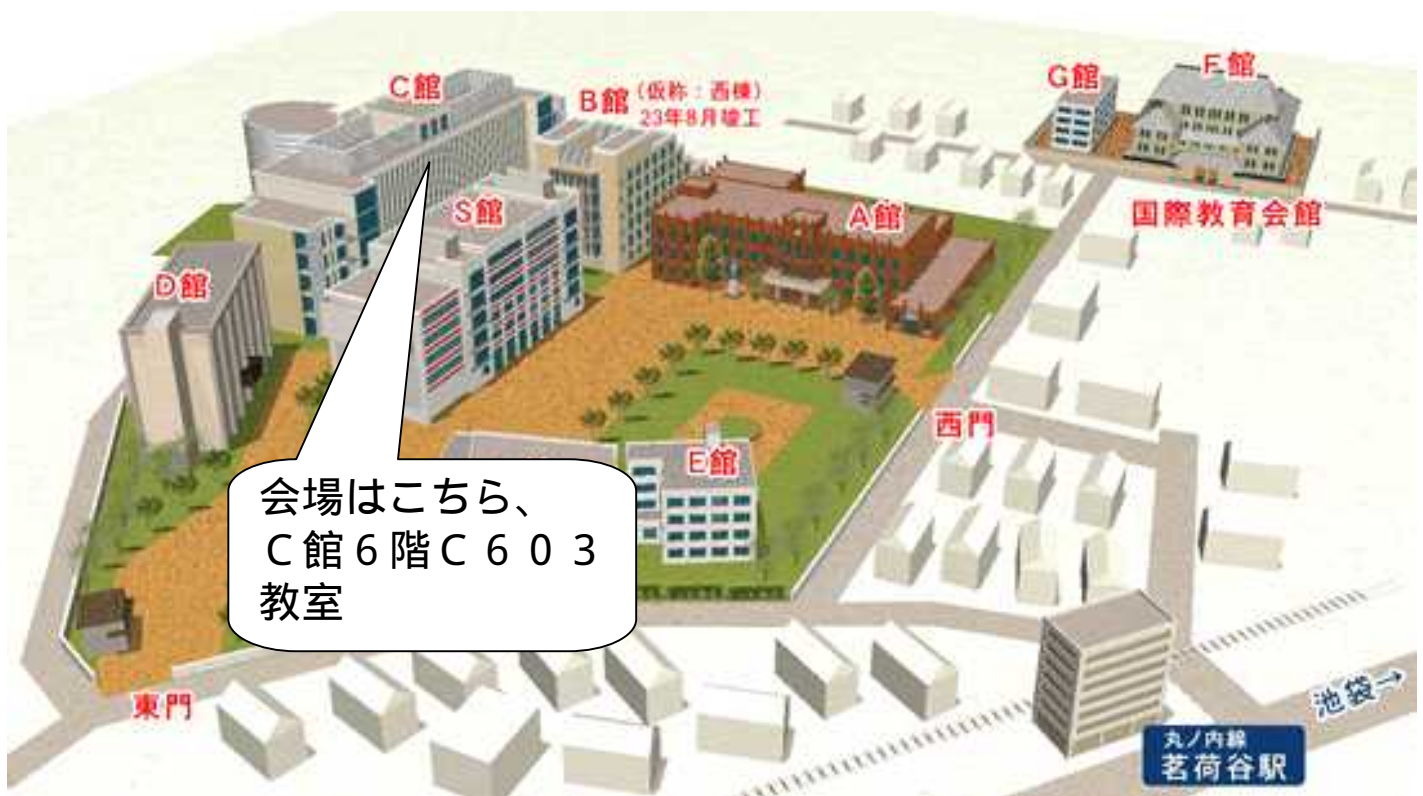 C館
B館 (仮称:西棟)
23年8月竣工
G館
F館
S館
A館
国際教育会館
D館
西門
E館
会場はこちら、
C館6階C603
教室
東門
池袋→
丸ノ内線
茗荷谷駅